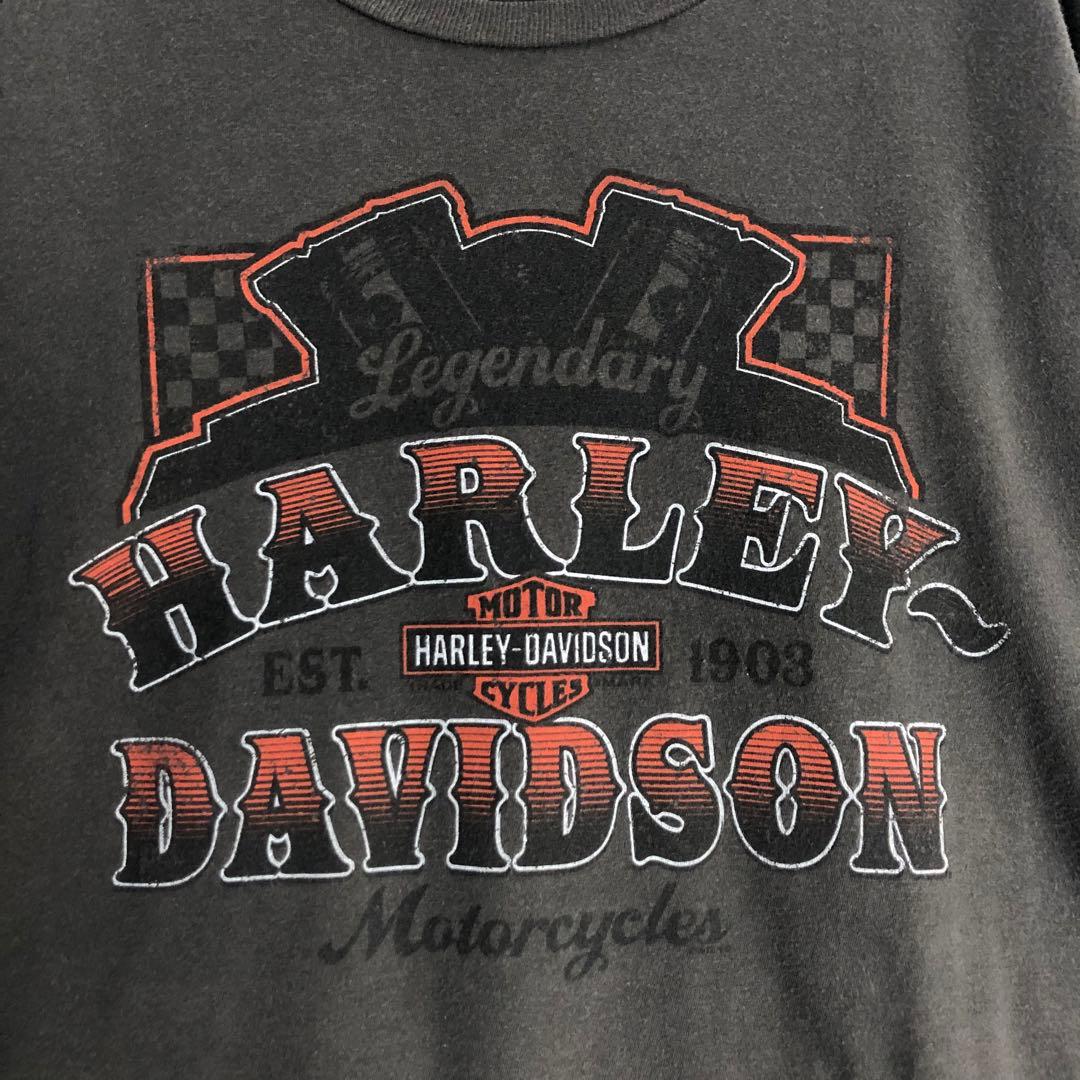 Legendary
HARLEY-
MOTOR
HARLEY-DAVIDSON
EST. 1903
TRADE MARK
CYCLES
DAVIDSON
Motorcycles